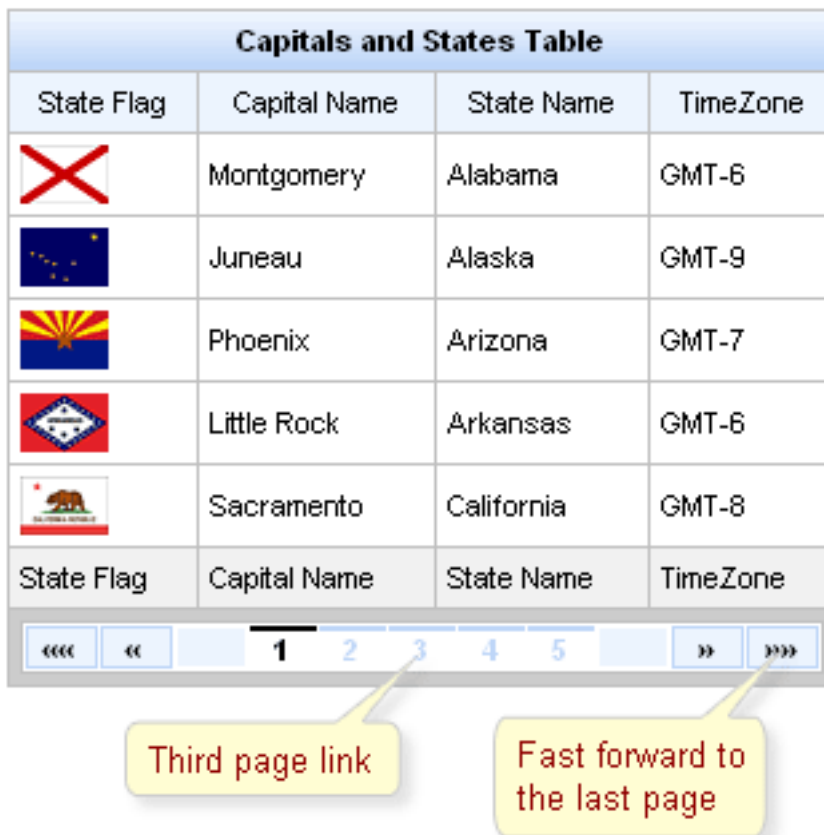 Capitals and States Table
State Flag Capital Name State Name TimeZone
Montgomery Alabama GMT-6
Juneau Alaska GMT-9
Phoenix Arizona GMT-7
Little Rock Arkansas GMT-6
Sacramento California GMT-8
State Flag Capital Name State Name TimeZone
«« « 1 2 3 4 5 » »»
Third page link
Fast forward to
the last page